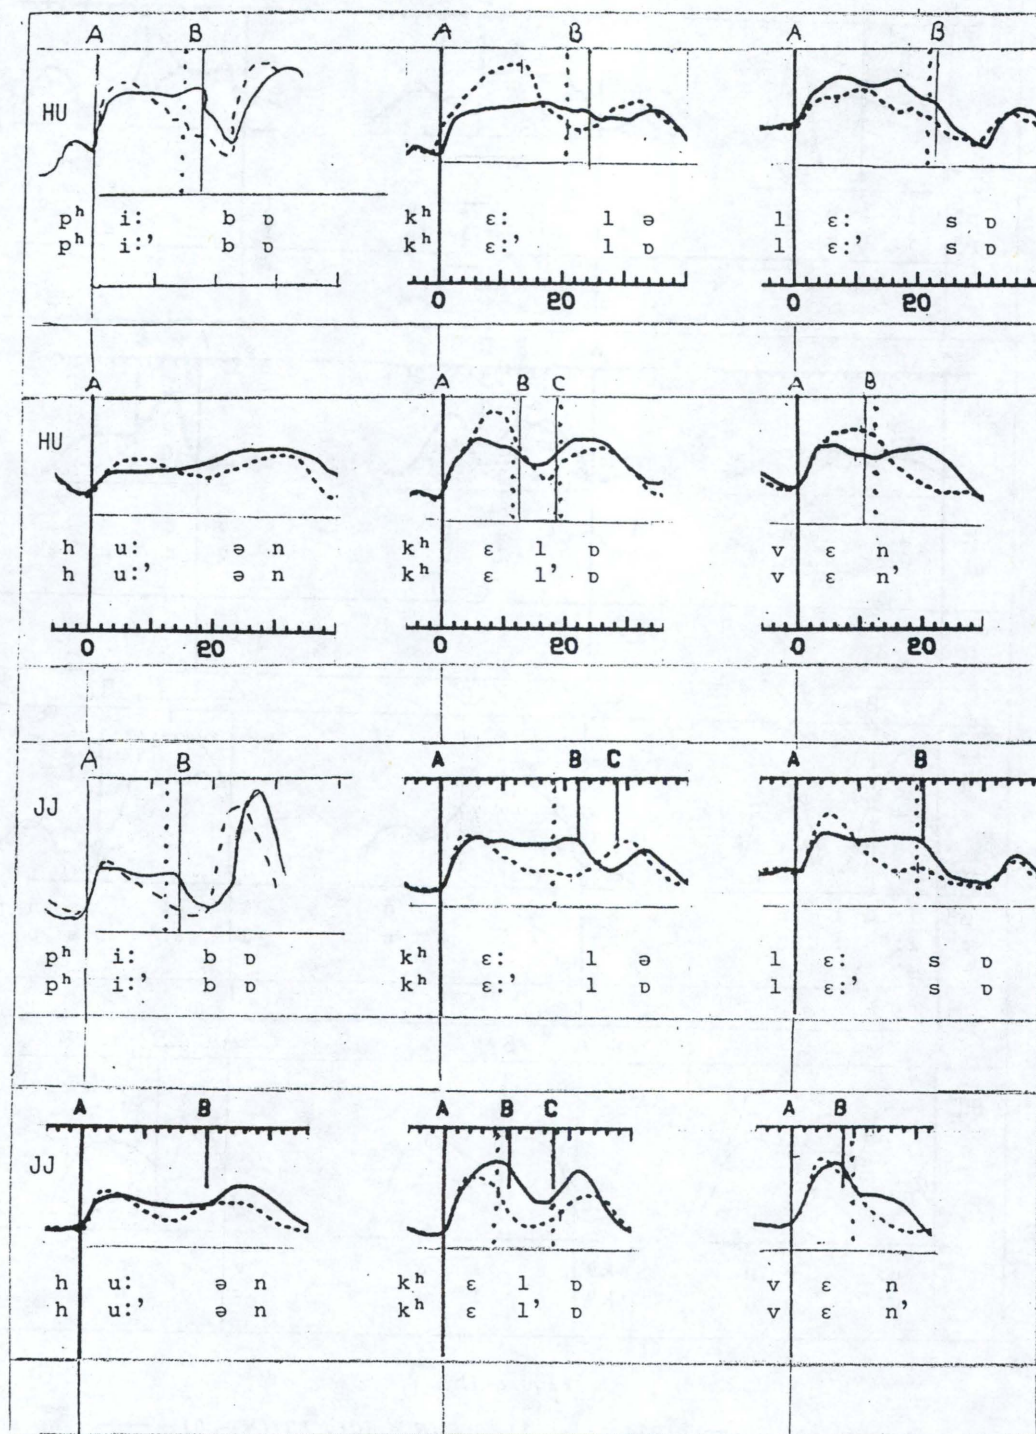 A B A B A B
HU
pʰ i: b ɒ kʰ ɛ: l ə l ɛ: s ɒ
pʰ i:' b ɒ kʰ ɛ:' l ɒ l ɛ:' s ɒ
0 20 0 20
A A B C A B
HU
h u: ə n kʰ ɛ l ɒ v ɛ n
h u:' ə n kʰ ɛ l' ɒ v ɛ n'
0 20 0 20 0 20
A B A B C A B
JJ
pʰ i: b ɒ kʰ ɛ: l ə l ɛ: s ɒ
pʰ i:' b ɒ kʰ ɛ:' l ɒ l ɛ:' s ɒ
A B A B C A B
JJ
h u: ə n kʰ ɛ l ɒ v ɛ n
h u:' ə n kʰ ɛ l' ɒ v ɛ n'